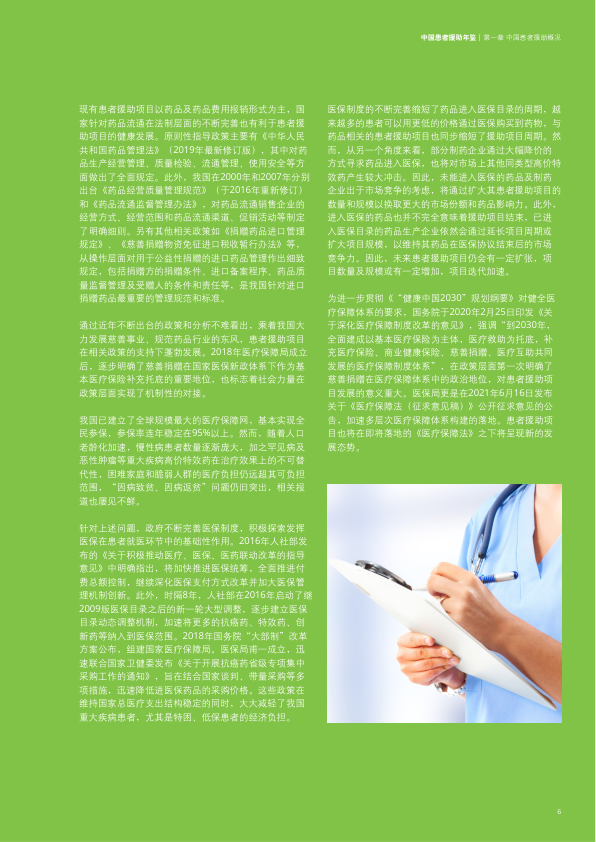 中国患者援助年鉴 | 第一章 中国患者援助概况
现有患者援助项目以药品及药品费用报销形式为主，国
家针对药品流通在法制层面的不断完善也有利于患者援
助项目的健康发展。原则性指导政策主要有《中华人民
共和国药品管理法》（2019年最新修订版），其中对药
品生产经营管理、质量检验、流通管理、使用安全等方
面做出了全面规定。此外，我国在2000年和2007年分别
出台《药品经营质量管理规范》（于2016年重新修订）
和《药品流通监督管理办法》，对药品流通销售企业的
经营方式、经营范围和药品流通渠道、促销活动等制定
了明确细则。另有其他相关政策如《捐赠药品进口管理
规定》、《慈善捐赠物资免征进口税收暂行办法》等，
从操作层面对用于公益性捐赠的进口药品管理作出细致
规定，包括捐赠方的捐赠条件、进口备案程序、药品质
量监督管理及受赠人的条件和责任等，是我国针对进口
捐赠药品最重要的管理规范和标准。
通过近年不断出台的政策和分析不难看出，乘着我国大
力发展慈善事业、规范药品行业的东风，患者援助项目
在相关政策的支持下蓬勃发展。2018年医疗保障局成立
后，逐步明确了慈善捐赠在国家医保新政体系下作为基
本医疗保险补充托底的重要地位，也标志着社会力量在
政策层面实现了机制性的对接。
我国已建立了全球规模最大的医疗保障网，基本实现全
民参保，参保率连年稳定在95%以上。然而，随着人口
老龄化加速，慢性病患者数量逐渐庞大，加之罕见病及
恶性肿瘤等重大疾病高价特效药在治疗效果上的不可替
代性，困难家庭和脆弱人群的医疗负担仍远超其可负担
范围，“因病致贫、因病返贫”问题仍旧突出，相关报
道也屡见不鲜。
针对上述问题，政府不断完善医保制度，积极探索发挥
医保在患者就医环节中的基础性作用。2016年人社部发
布的《关于积极推动医疗、医保、医药联动改革的指导
意见》中明确指出，将加快推进医保统筹，全面推进付
费总额控制，继续深化医保支付方式改革并加大医保管
理机制创新。此外，时隔8年，人社部在2016年启动了继
2009版医保目录之后的新一轮大型调整，逐步建立医保
目录动态调整机制，加速将更多的抗癌药、特效药、创
新药等纳入到医保范围。2018年国务院“大部制”改革
方案公布，组建国家医疗保障局。医保局甫一成立，迅
速联合国家卫健委发布《关于开展抗癌药省级专项集中
采购工作的通知》，旨在结合国家谈判、带量采购等多
项措施，迅速降低进医保药品的采购价格。这些政策在
维持国家总医疗支出结构稳定的同时，大大减轻了我国
重大疾病患者，尤其是特困、低保患者的经济负担。
医保制度的不断完善缩短了药品进入医保目录的周期，越
来越多的患者可以用更低的价格通过医保购买到药物，与
药品相关的患者援助项目也同步缩短了援助项目周期。然
而，从另一个角度来看，部分制药企业通过大幅降价的
方式寻求药品进入医保，也将对市场上其他同类型高价特
效药产生较大冲击。因此，未能进入医保的药品及制药
企业出于市场竞争的考虑，将通过扩大其患者援助项目的
数量和规模以换取更大的市场份额和药品影响力。此外，
进入医保的药品也并不完全意味着援助项目结束，已进
入医保目录的药品生产企业依然会通过延长项目周期或
扩大项目规模，以维持其药品在医保协议结束后的市场
竞争力。因此，未来患者援助项目仍会有一定扩张，项
目数量及规模或有一定增加，项目迭代加速。
为进一步贯彻《“健康中国2030”规划纲要》对健全医
疗保障体系的要求，国务院于2020年2月25日印发《关
于深化医疗保障制度改革的意见》，强调“到2030年，
全面建成以基本医疗保险为主体，医疗救助为托底，补
充医疗保险、商业健康保险、慈善捐赠、医疗互助共同
发展的医疗保障制度体系”，在政策层面第一次明确了
慈善捐赠在医疗保障体系中的政治地位，对患者援助项
目发展的意义重大。医保局更是在2021年6月16日发布
关于《医疗保障法（征求意见稿）》公开征求意见的公
告，加速多层次医疗保障体系构建的落地。患者援助项
目也将在即将落地的《医疗保障法》之下将呈现新的发
展态势。
6